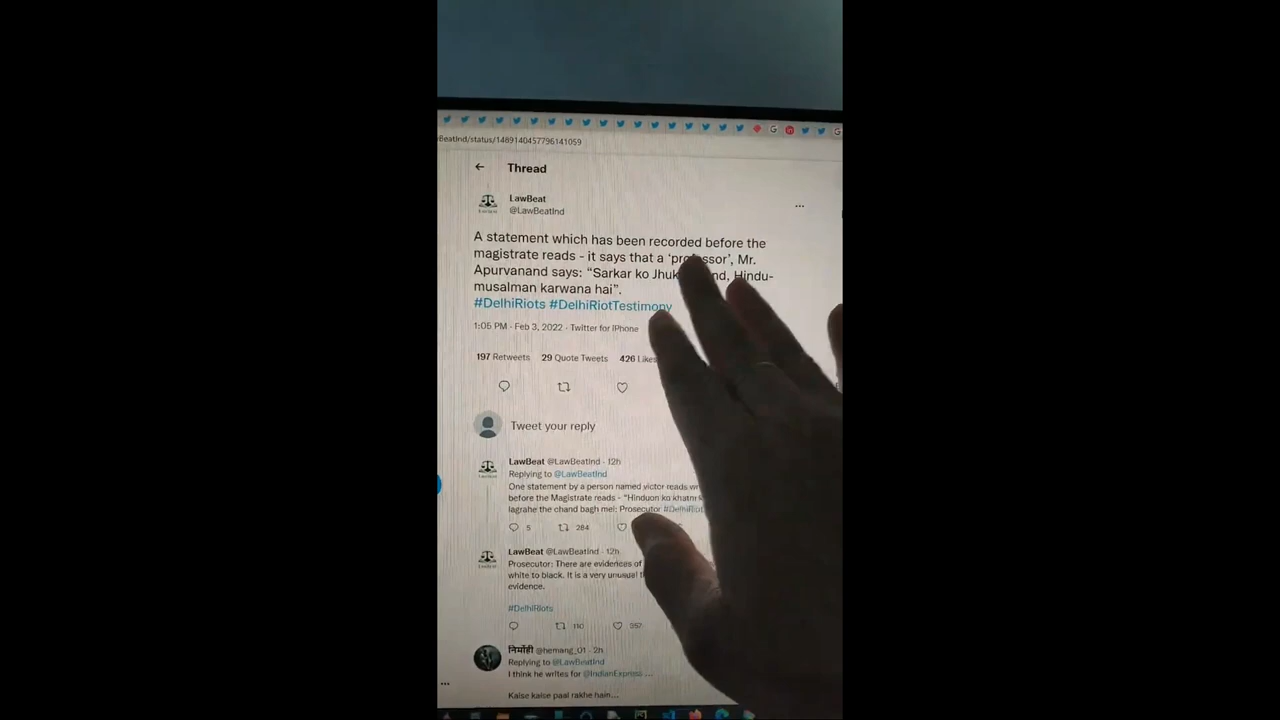 BeatInd/status/1489140457796141059
Thread
LawBeat
@LawBeatInd
A statement which has been recorded before the
magistrate reads - it says that a ‘professor’, Mr.
Apurvanand says: “Sarkar ko Hindu-
musalman karwana hai”.
#DelhiRiots #DelhiRiotTestimony
1:05 PM · Feb 3, 2022 · Twitter for iPhone
197 Retweets 29 Quote Tweets 426 Likes
Tweet your reply
LawBeat @LawBeatInd · 12h
Replying to @LawBeatInd
One statement by a person named victor reads
before the Magistrate reads - “Hinduon ko
lagrahe the chand bagh mei: Prosecutor
5 284
LawBeat @LawBeatInd · 12h
Prosecutor: There are evidences of
white to black. It is a very unusual
evidence.
#DelhiRiots
110 357
निर्मोही @hemang_01 · 2h
Replying to @LawBeatInd
I think he writes for @IndianExpress ...
Kaise kaise paal rakhe hain...